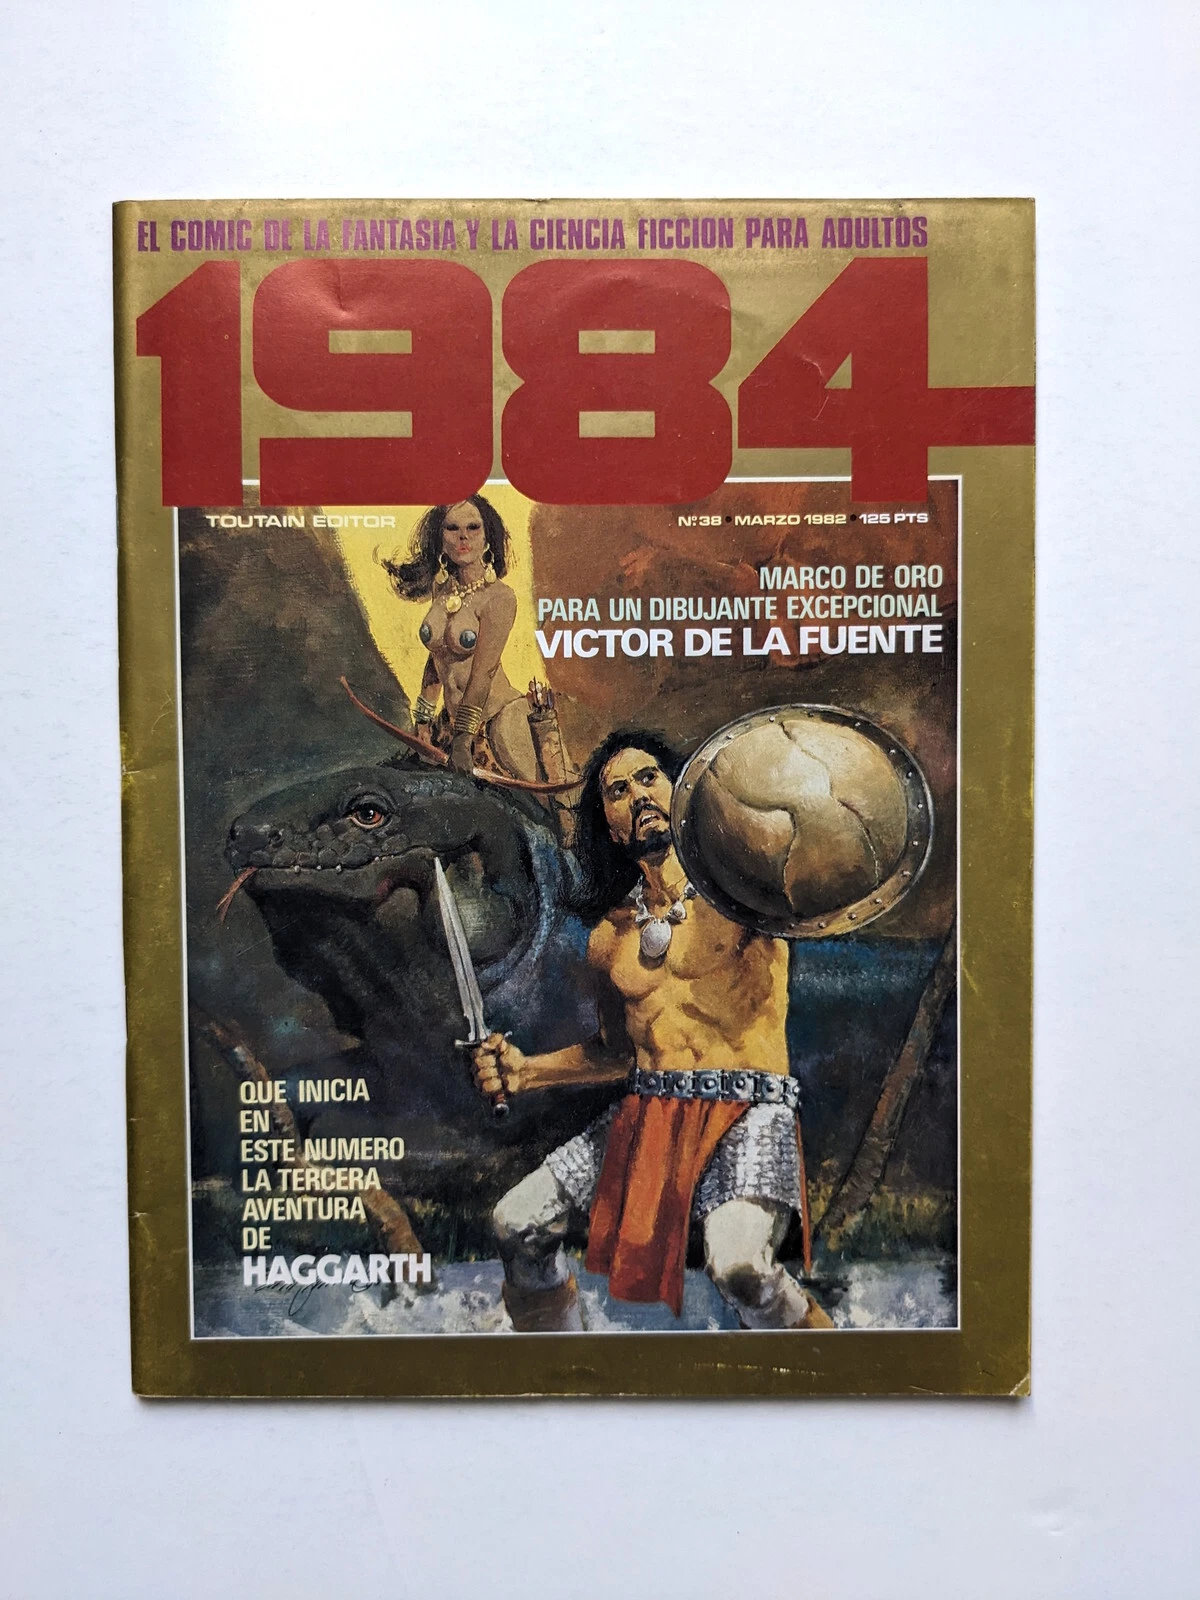 EL COMIC DE LA FANTASIA Y LA CIENCIA FICCION PARA ADULTOS
1984
TOUTAIN EDITOR
Nº 38 • MARZO 1982 • 125 PTS
MARCO DE ORO
PARA UN DIBUJANTE EXCEPCIONAL
VICTOR DE LA FUENTE
QUE INICIA
EN
ESTE NUMERO
LA TERCERA
AVENTURA
DE
HAGGARTH